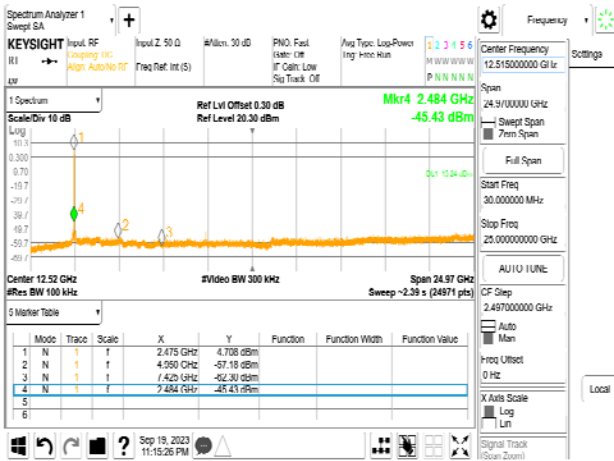 Spectrum Analyzer 1
Swept SA
+
Frequency
Settings
KEYSIGHT
Input: RF
Coupling: DC
Align: Auto/No RF
Input Z: 50 Ω
Freq Ref: Int (S)
#Atten: 30 dB
PNO: Fast
Gate: Off
IF Gain: Low
Sig Track: Off
Avg Type: Log-Power
Trig: Free Run
1 2 3 4 5 6
M W W W W W
P N N N N N
1 Spectrum
Scale/Div 10 dB
Ref Lvl Offset 0.30 dB
Ref Level 20.30 dBm
Mkr4 2.484 GHz
-45.43 dBm
Log
10.3
0.300
-9.70
-19.7
-29.7
-39.7
-49.7
-59.7
-69.7
1
2
3
4
Center 12.52 GHz
#Res BW 100 kHz
#Video BW 300 kHz
Span 24.97 GHz
Sweep ~2.39 s (24971 pts)
5 Marker Table
Mode Trace Scale X Y Function Function Width Function Value
1 N 1 f 2.475 GHz 4.708 dBm
2 N 1 f 4.950 GHz -57.18 dBm
3 N 1 f 7.425 GHz -62.30 dBm
4 N 1 f 2.484 GHz -45.43 dBm
5
6
Sep 19, 2023
11:15:26 PM
Center Frequency
12.515000000 GHz
Span
24.9700000 GHz
Swept Span
Zero Span
Full Span
Start Freq
30.000000 MHz
Stop Freq
25.000000000 GHz
AUTO TUNE
CF Step
2.497000000 GHz
Auto
Man
Freq Offset
0 Hz
X Axis Scale
Log
Lin
Signal Track
(Span Zoom)
Local